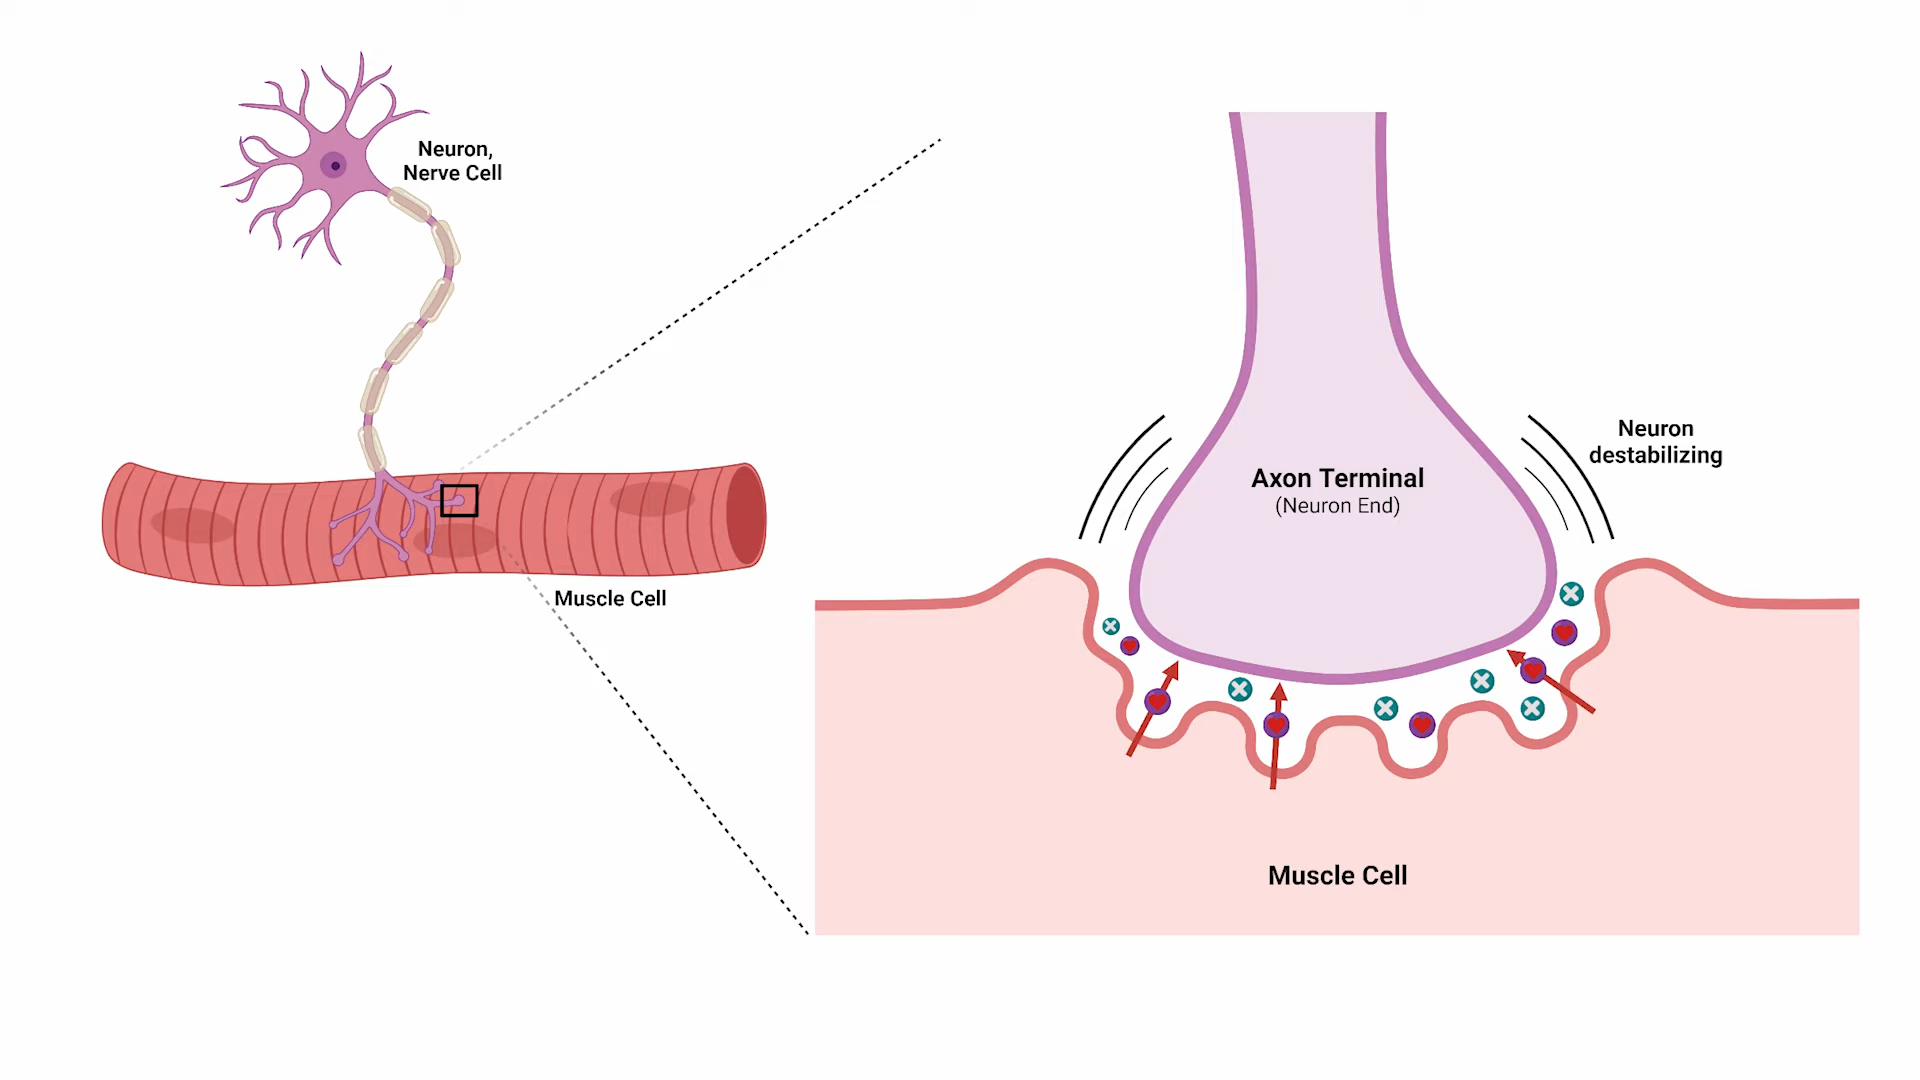 Neuron,
Nerve Cell
Muscle Cell
Neuron
destabilizing
Axon Terminal
(Neuron End)
Muscle Cell